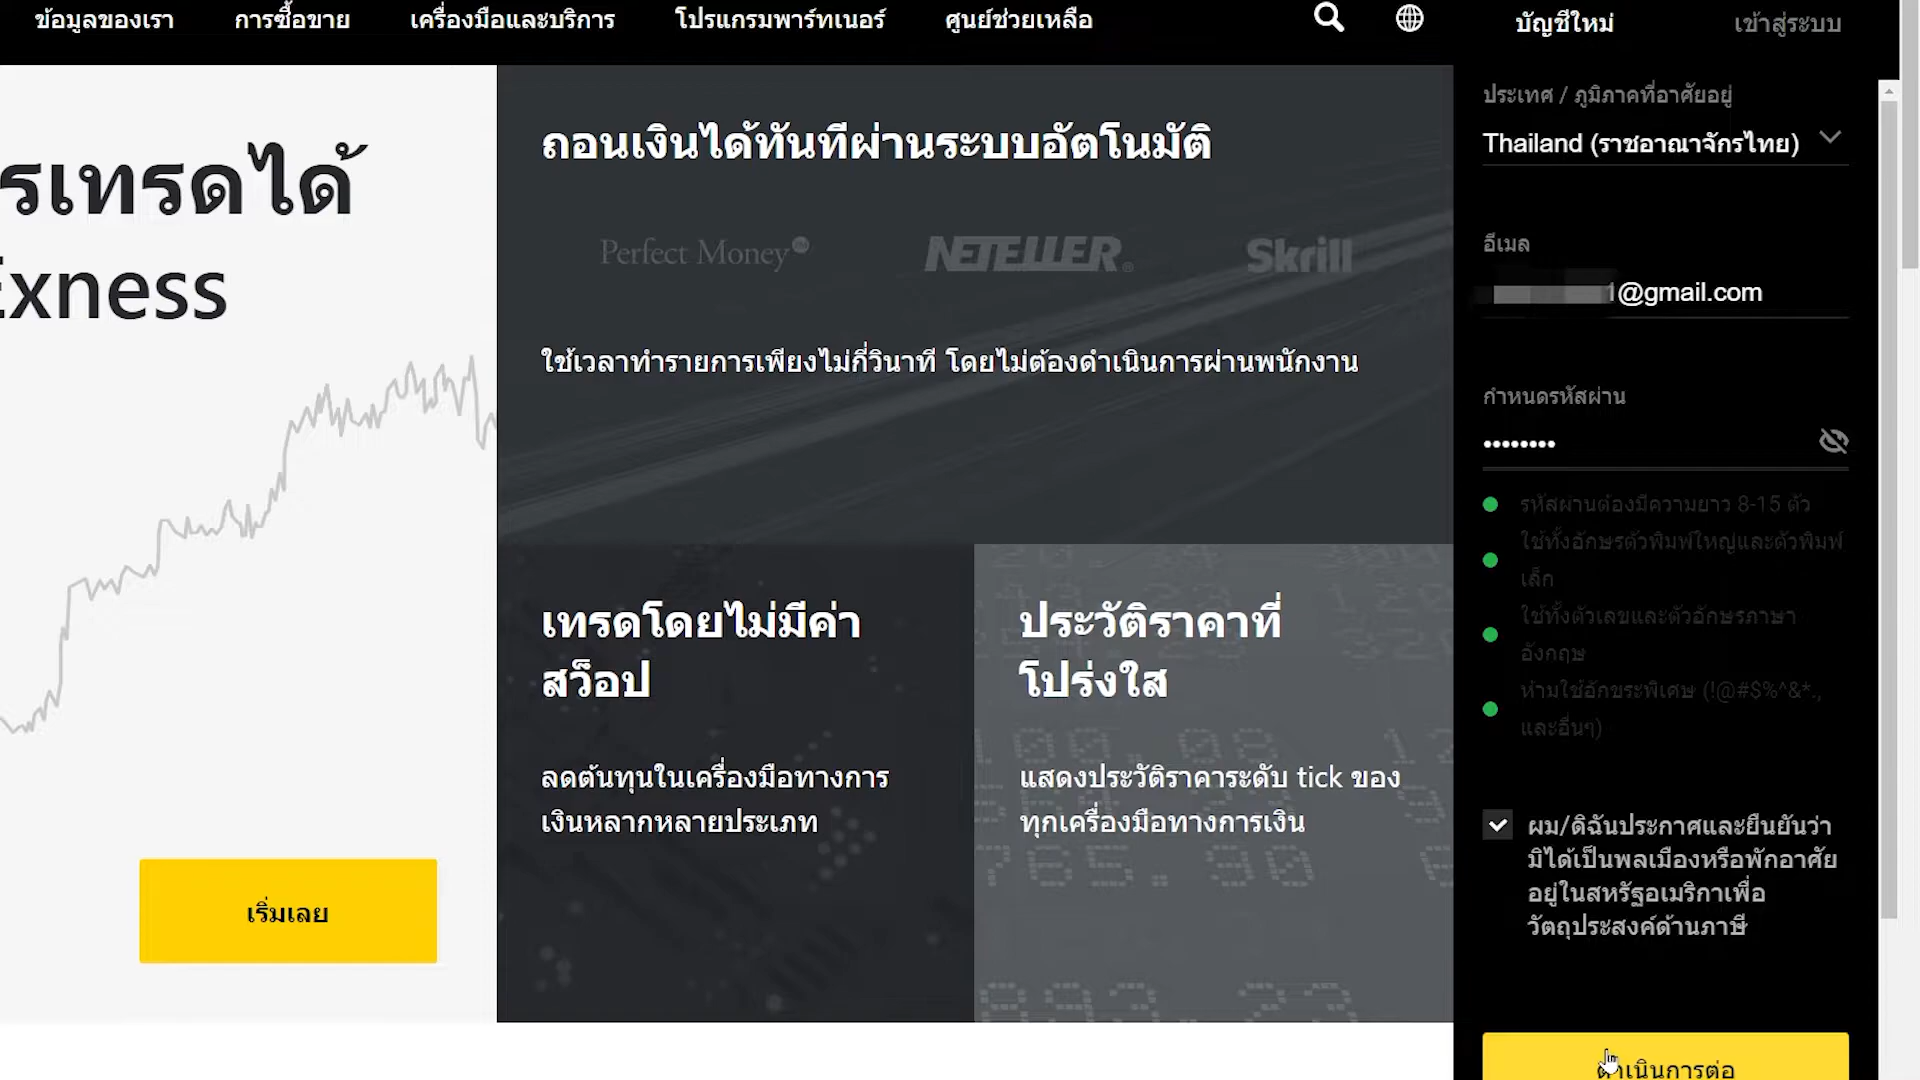 ข้อมูลของเรา
การซื้อขาย
เครื่องมือและบริการ
โปรแกรมพาร์ทเนอร์
ศูนย์ช่วยเหลือ
บัญชีใหม่
เข้าสู่ระบบ
รเทรดได้
Exness
เริ่มเลย
ถอนเงินได้ทันทีผ่านระบบอัตโนมัติ
Perfect Money
NETELLER
Skrill
ใช้เวลาทำรายการเพียงไม่กี่วินาที โดยไม่ต้องดำเนินการผ่านพนักงาน
เทรดโดยไม่มีค่า
สว็อป
ลดต้นทุนในเครื่องมือทางการ
เงินหลากหลายประเภท
ประวัติราคาที่
โปร่งใส
แสดงประวัติราคาระดับ tick ของ
ทุกเครื่องมือทางการเงิน
ประเทศ / ภูมิภาคที่อาศัยอยู่
Thailand (ราชอาณาจักรไทย)
อีเมล
1@gmail.com
กำหนดรหัสผ่าน
••••••••
รหัสผ่านต้องมีความยาว 8-15 ตัว
ใช้ทั้งอักษรตัวพิมพ์ใหญ่และตัวพิมพ์
เล็ก
ใช้ทั้งตัวเลขและตัวอักษรภาษา
อังกฤษ
ห้ามใช้อักขระพิเศษ (!@#$%^&*.,
และอื่นๆ)
ผม/ดิฉันประกาศและยืนยันว่า
มิได้เป็นพลเมืองหรือพักอาศัย
อยู่ในสหรัฐอเมริกาเพื่อ
วัตถุประสงค์ด้านภาษี
ดำเนินการต่อ